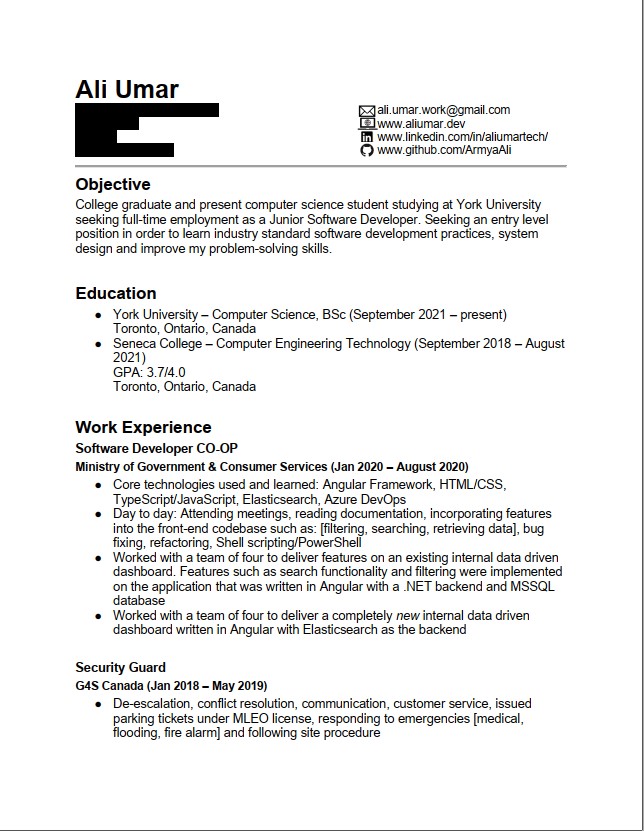 Ali Umar
ali.umar.work@gmail.com
www.aliumar.dev
www.linkedin.com/in/aliumartech/
www.github.com/ArmyaAli
Objective
College graduate and present computer science student studying at York University
seeking full-time employment as a Junior Software Developer. Seeking an entry level
position in order to learn industry standard software development practices, system
design and improve my problem-solving skills.
Education
● York University – Computer Science, BSc (September 2021 – present)
Toronto, Ontario, Canada
● Seneca College – Computer Engineering Technology (September 2018 – August
2021)
GPA: 3.7/4.0
Toronto, Ontario, Canada
Work Experience
Software Developer CO-OP
Ministry of Government & Consumer Services (Jan 2020 – August 2020)
● Core technologies used and learned: Angular Framework, HTML/CSS,
TypeScript/JavaScript, Elasticsearch, Azure DevOps
● Day to day: Attending meetings, reading documentation, incorporating features
into the front-end codebase such as: [filtering, searching, retrieving data], bug
fixing, refactoring, Shell scripting/PowerShell
● Worked with a team of four to deliver features on an existing internal data driven
dashboard. Features such as search functionality and filtering were implemented
on the application that was written in Angular with a .NET backend and MSSQL
database
● Worked with a team of four to deliver a completely new internal data driven
dashboard written in Angular with Elasticsearch as the backend
Security Guard
G4S Canada (Jan 2018 – May 2019)
● De-escalation, conflict resolution, communication, customer service, issued
parking tickets under MLEO license, responding to emergencies [medical,
flooding, fire alarm] and following site procedure